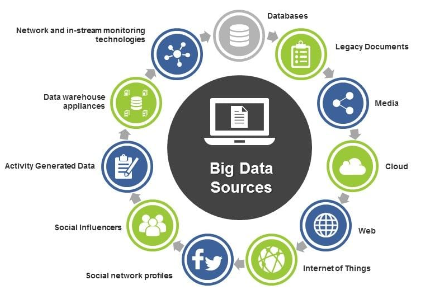 Databases
Legacy Documents
Media
Cloud
Web
Internet of Things
Social network profiles
Social Influencers
Activity Generated Data
Data warehouse
appliances
Network and in-stream monitoring
technologies
Big Data
Sources